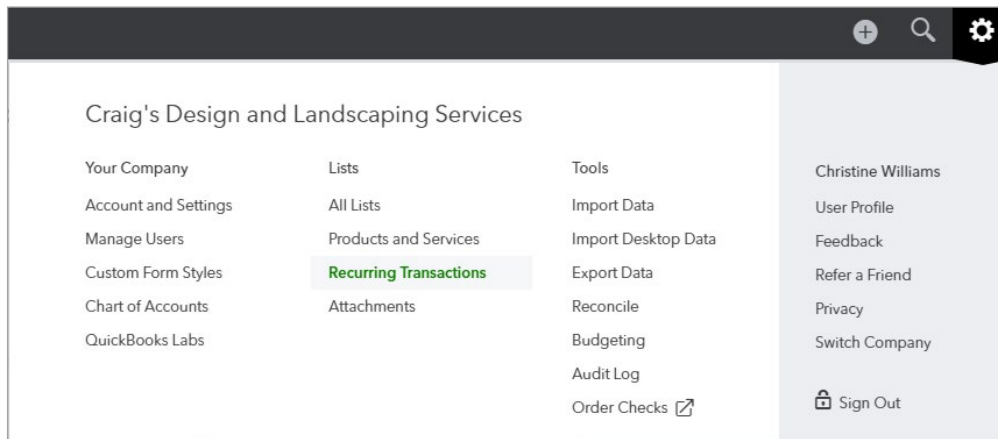 Craig's Design and Landscaping Services
Your Company
Account and Settings
Manage Users
Custom Form Styles
Chart of Accounts
QuickBooks Labs
Lists
All Lists
Products and Services
Recurring Transactions
Attachments
Tools
Import Data
Import Desktop Data
Export Data
Reconcile
Budgeting
Audit Log
Order Checks
Christine Williams
User Profile
Feedback
Refer a Friend
Privacy
Switch Company
Sign Out